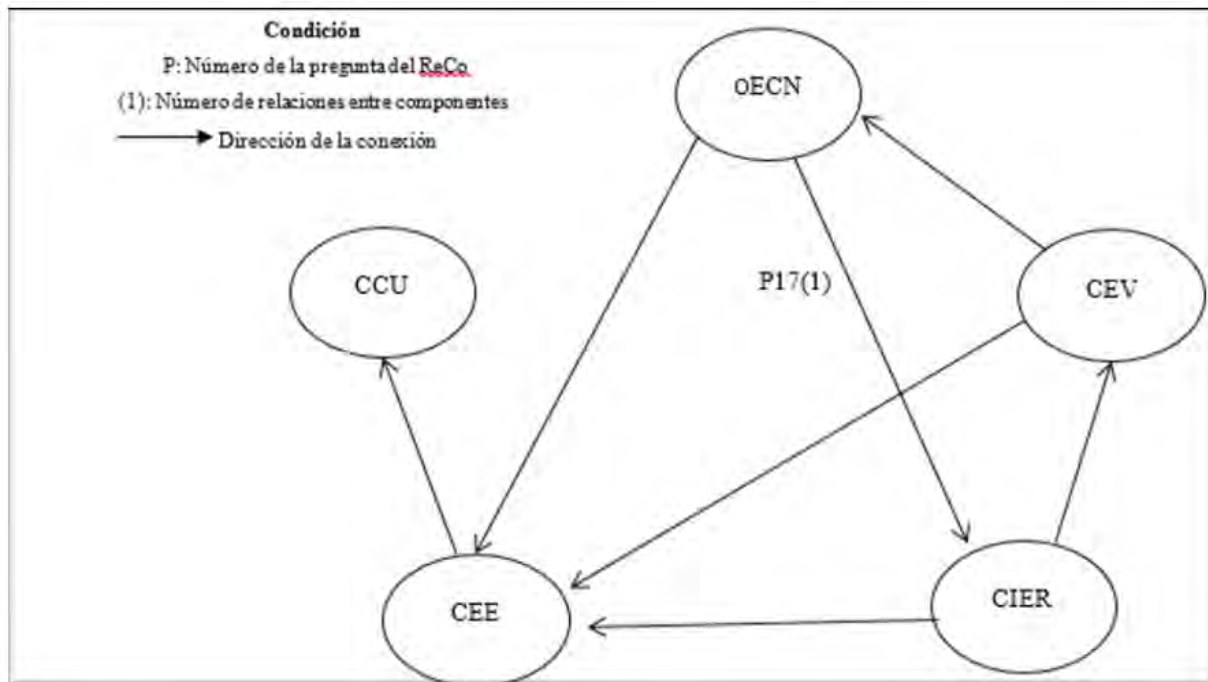 Condición
P: Número de la pregunta del ReCo
(1): Número de relaciones entre componentes
Dirección de la conexión
OECN
CCU
P17(1)
CEV
CEE
CIER